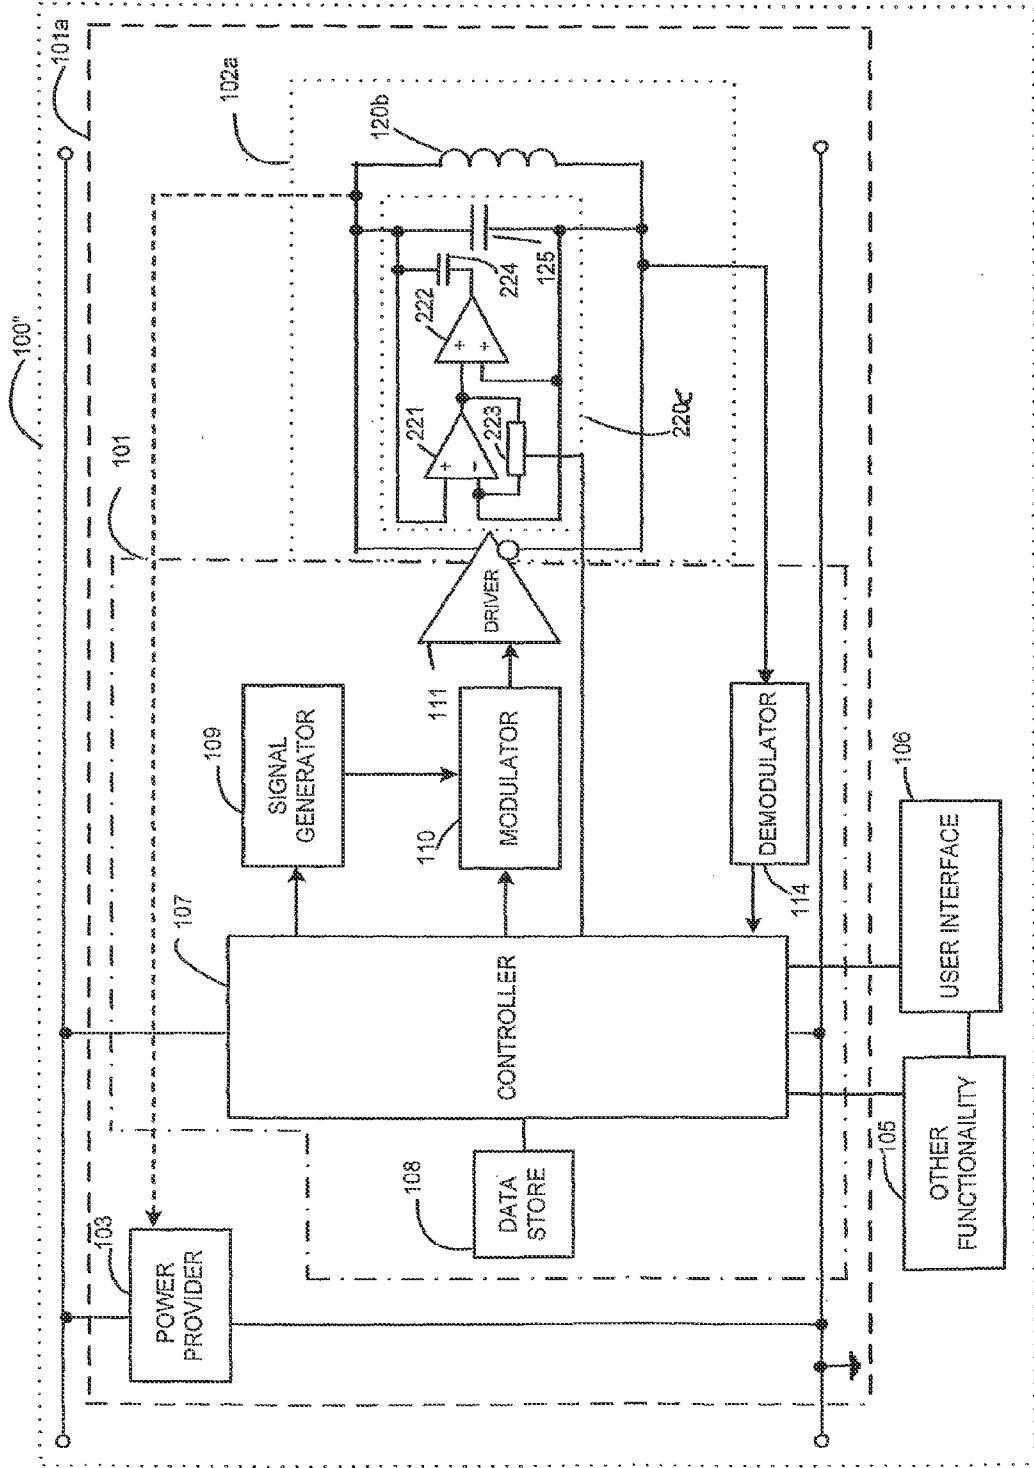 100"
101a
101
103
POWER
PROVIDER
107
109
102a
SIGNAL
GENERATOR
120b
108
221
222
110
111
+
+
-
+
223
224
DRIVER
DATA
STORE
CONTROLLER
MODULATOR
125
220c
DEMODULATOR
114
105
106
OTHER
FUNCTIONAILITY
USER INTERFACE